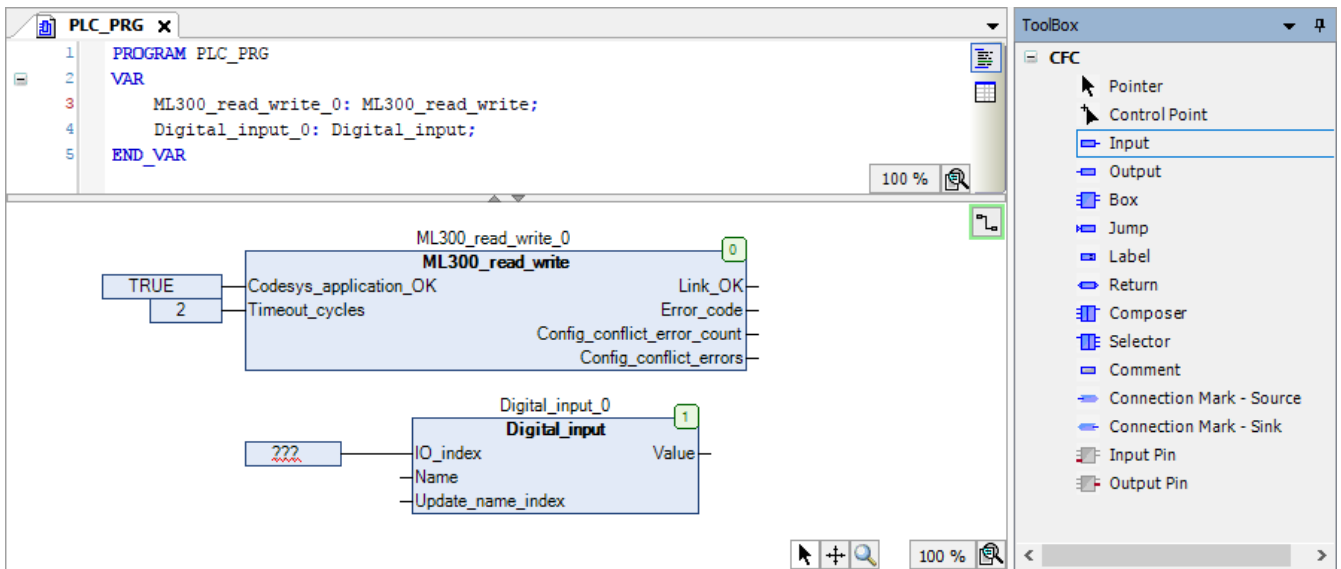 PLC_PRG
ToolBox
1 PROGRAM PLC_PRG
2 VAR
3 ML300_read_write_0: ML300_read_write;
4 Digital_input_0: Digital_input;
5 END_VAR
100 %
ML300_read_write_0
0
ML300_read_write
TRUE Codesys_application_OK Link_OK
2 Timeout_cycles Error_code
Config_conflict_error_count
Config_conflict_errors
Digital_input_0
1
Digital_input
??? IO_index Value
Name
Update_name_index
100 %
CFC
Pointer
Control Point
Input
Output
Box
Jump
Label
Return
Composer
Selector
Comment
Connection Mark - Source
Connection Mark - Sink
Input Pin
Output Pin